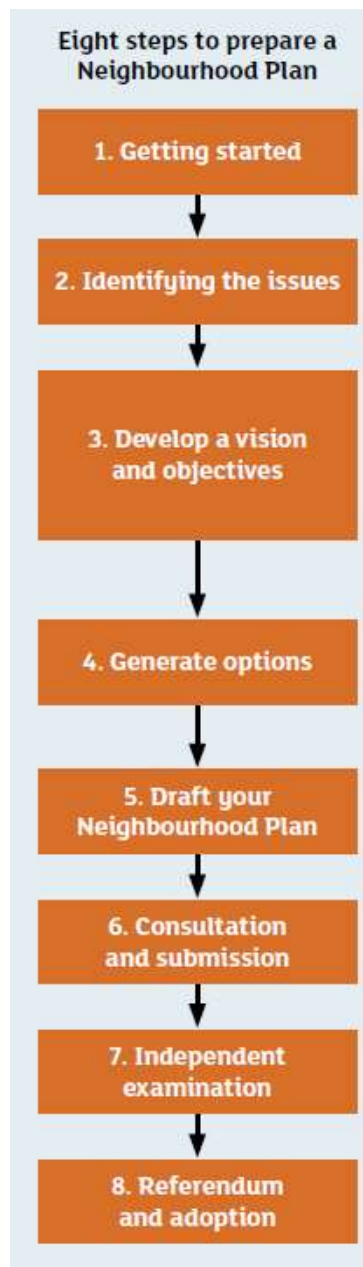 Eight steps to prepare a
Neighbourhood Plan
1. Getting started
2. Identifying the issues
3. Develop a vision
and objectives
4. Generate options
5. Draft your
Neighbourhood Plan
6. Consultation
and submission
7. Independent
examination
8. Referendum
and adoption